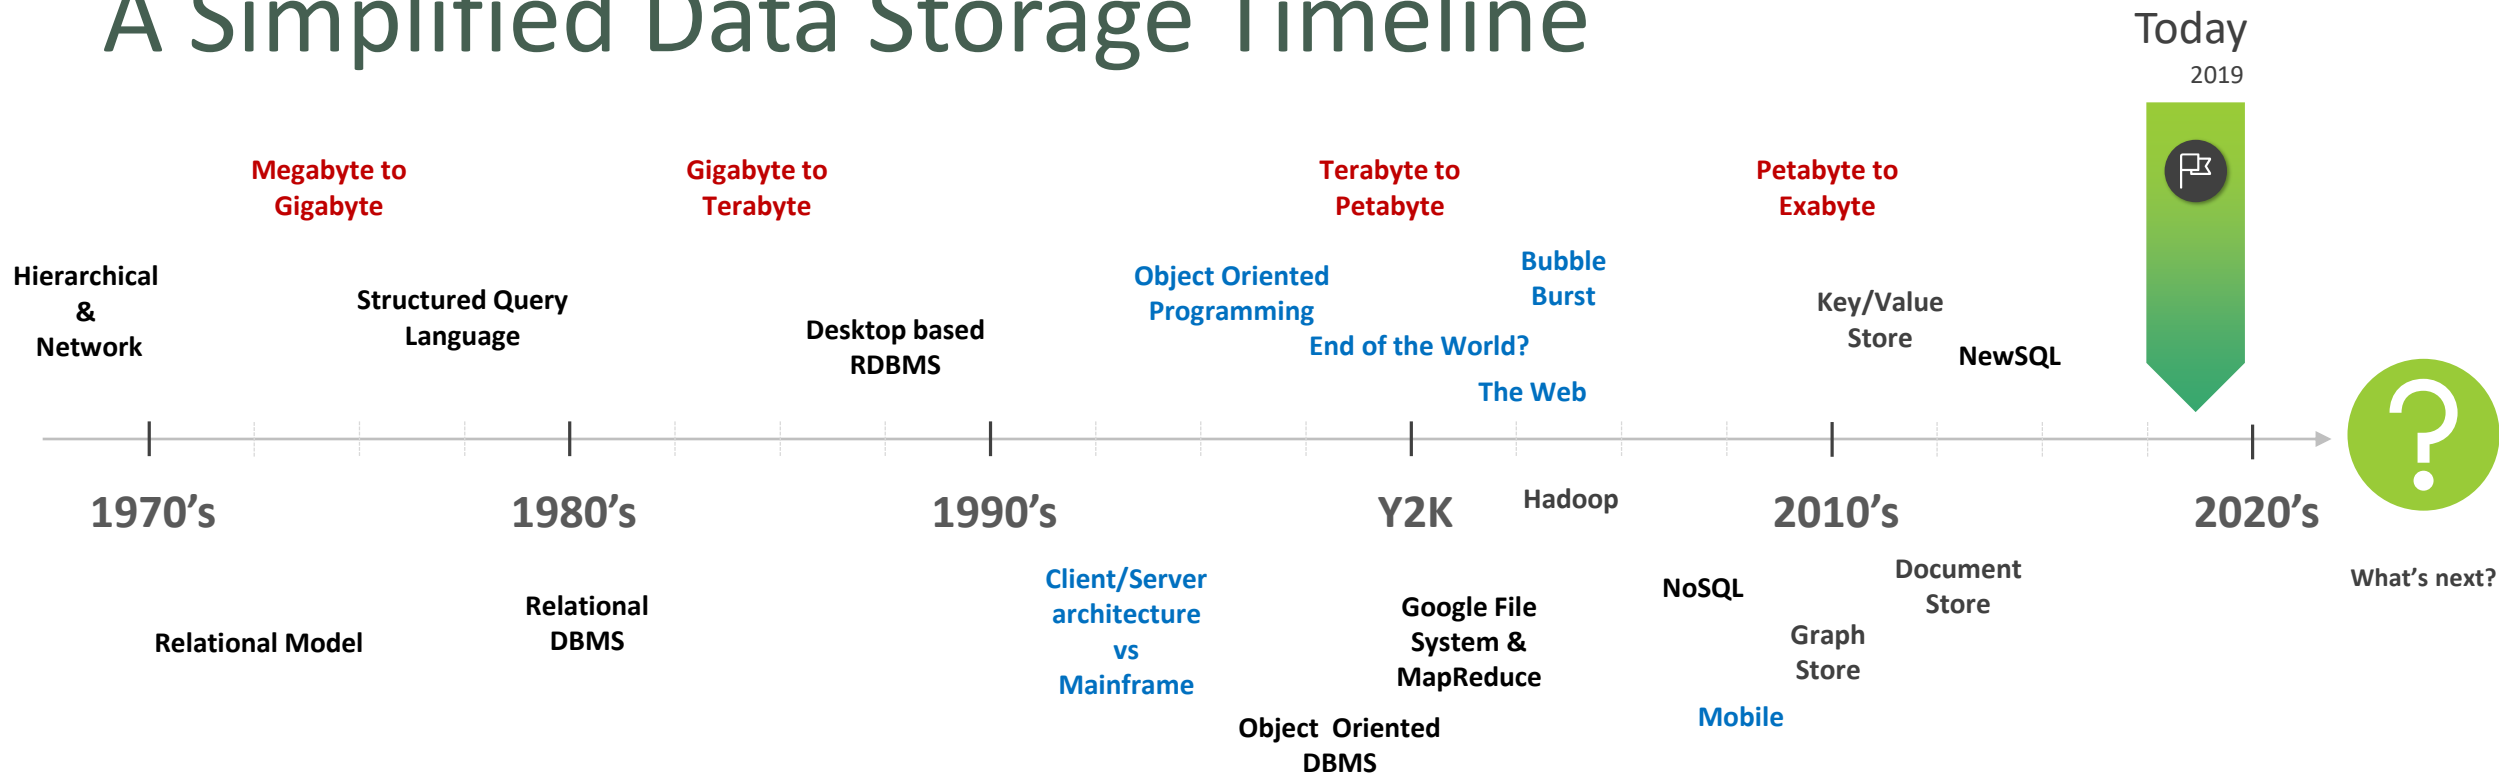 A Simplified Data Storage Timeline
Today
2019
Megabyte to
Gigabyte
Gigabyte to
Terabyte
Terabyte to
Petabyte
Petabyte to
Exabyte
Hierarchical
&
Network
Structured Query
Language
Desktop based
RDBMS
Object Oriented
Programming
End of the World?
Bubble
Burst
The Web
Key/Value
Store
NewSQL
?
1970’s
1980’s
1990’s
Y2K
Hadoop
2010’s
2020’s
Relational Model
Relational
DBMS
Client/Server
architecture
vs
Mainframe
Object  Oriented
DBMS
Google File
System &
MapReduce
NoSQL
Mobile
Graph
Store
Document
Store
What’s next?